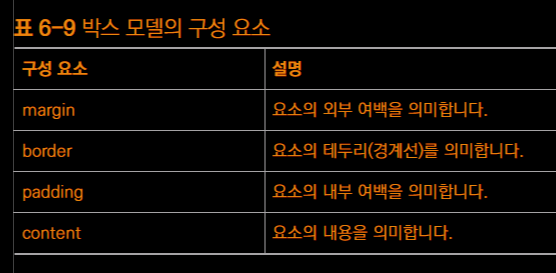 표 6-9 박스 모델의 구성 요소
구성 요소 설명
margin 요소의 외부 여백을 의미합니다.
border 요소의 테두리(경계선)를 의미합니다.
padding 요소의 내부 여백을 의미합니다.
content 요소의 내용을 의미합니다.